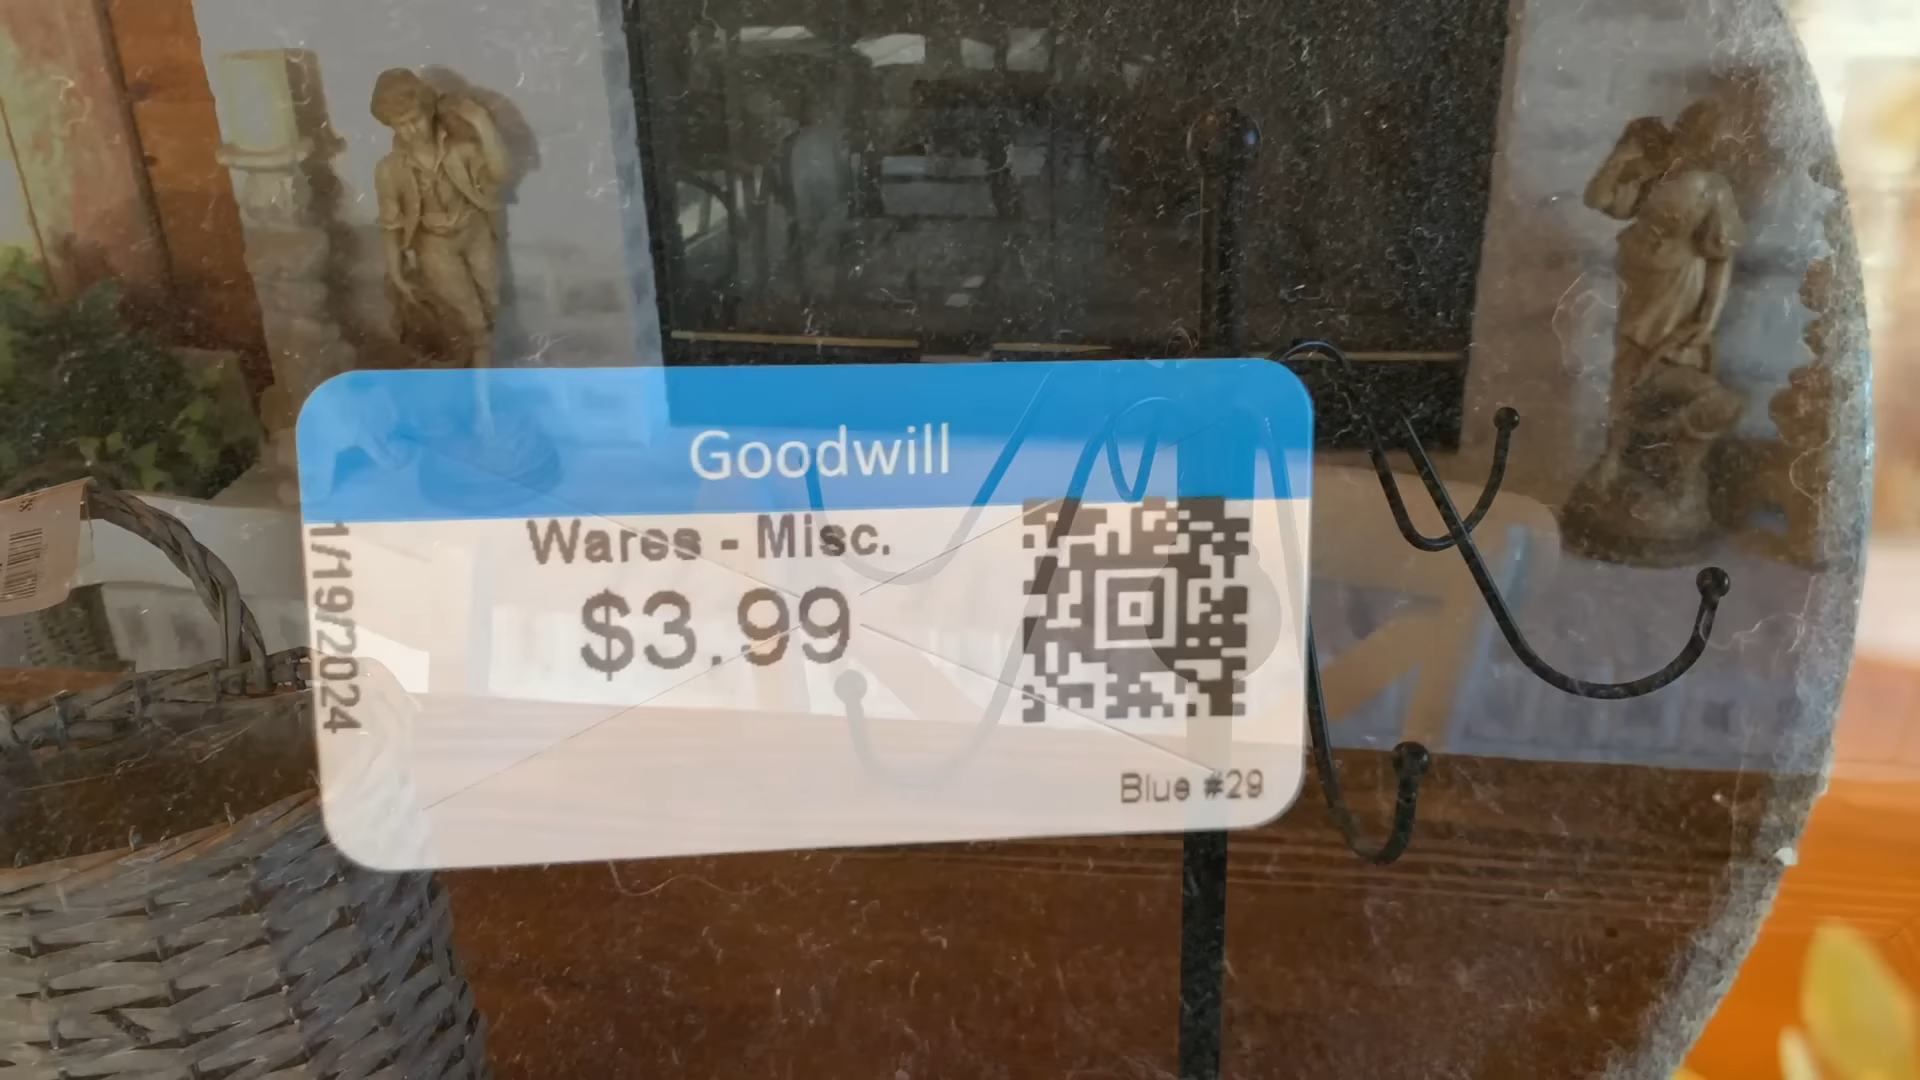 Goodwill
Wares - Misc.
$3.99
1/19/2024
Blue #29